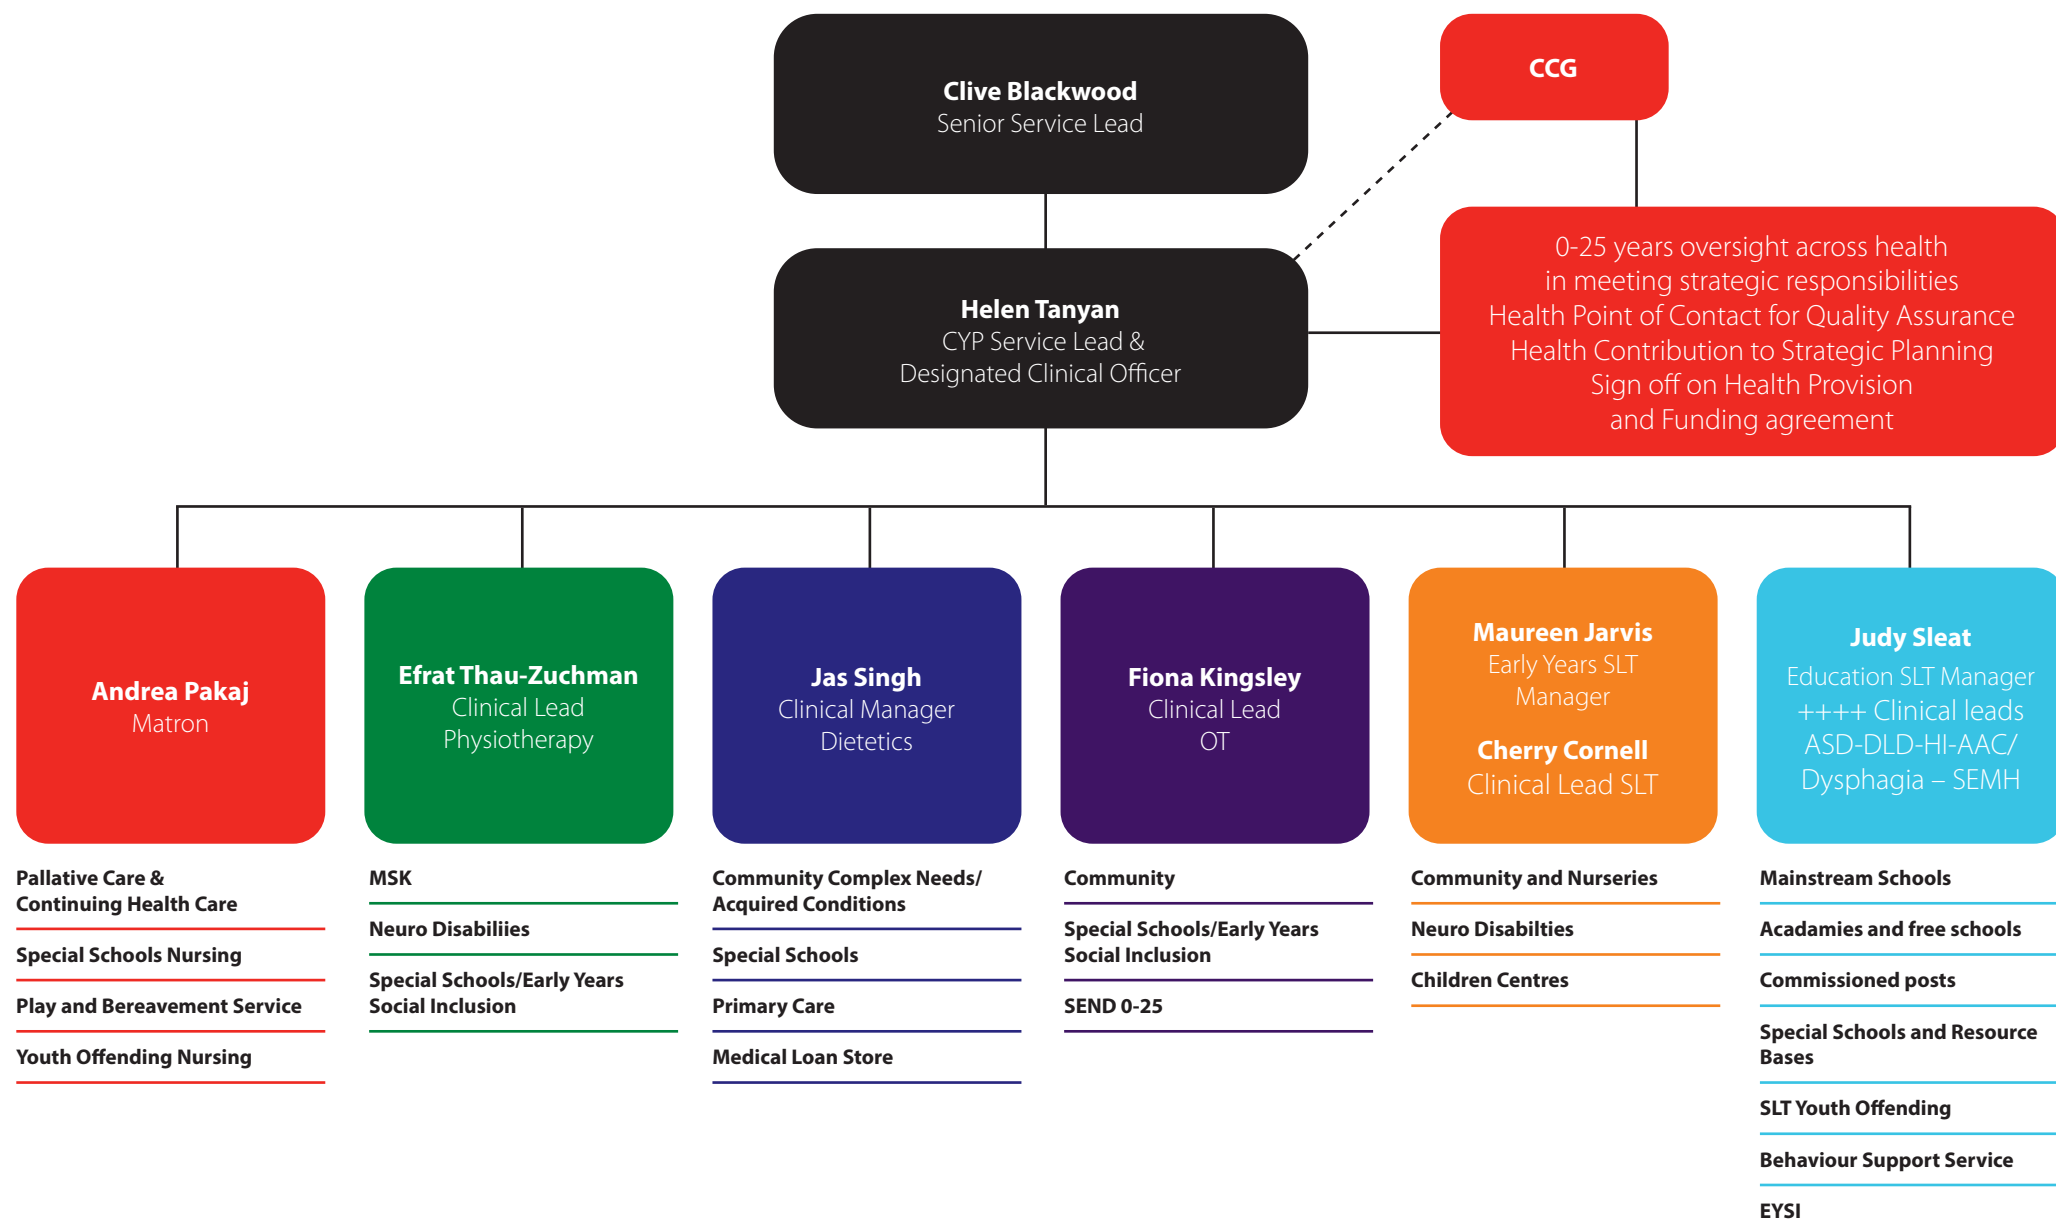 Clive Blackwood
Senior Service Lead
CCG
Helen Tanyan
CYP Service Lead &
Designated Clinical Officer
0-25 years oversight across health
in meeting strategic responsibilities
Health Point of Contact for Quality Assurance
Health Contribution to Strategic Planning
Sign off on Health Provision
and Funding agreement
Andrea Pakaj
Matron
Efrat Thau-Zuchman
Clinical Lead
Physiotherapy
Jas Singh
Clinical Manager
Dietetics
Fiona Kingsley
Clinical Lead
OT
Maureen Jarvis
Early Years SLT
Manager
Cherry Cornell
Clinical Lead SLT
Judy Sleat
Education SLT Manager
++++ Clinical leads
ASD-DLD-HI-AAC/
Dysphagia – SEMH
Pallative Care &
Continuing Health Care
Special Schools Nursing
Play and Bereavement Service
Youth Offending Nursing
MSK
Neuro Disabiliies
Special Schools/Early Years
Social Inclusion
Community Complex Needs/
Acquired Conditions
Special Schools
Primary Care
Medical Loan Store
Community
Special Schools/Early Years
Social Inclusion
SEND 0-25
Community and Nurseries
Neuro Disabilties
Children Centres
Mainstream Schools
Acadamies and free schools
Commissioned posts
Special Schools and Resource
Bases
SLT Youth Offending
Behaviour Support Service
EYSI